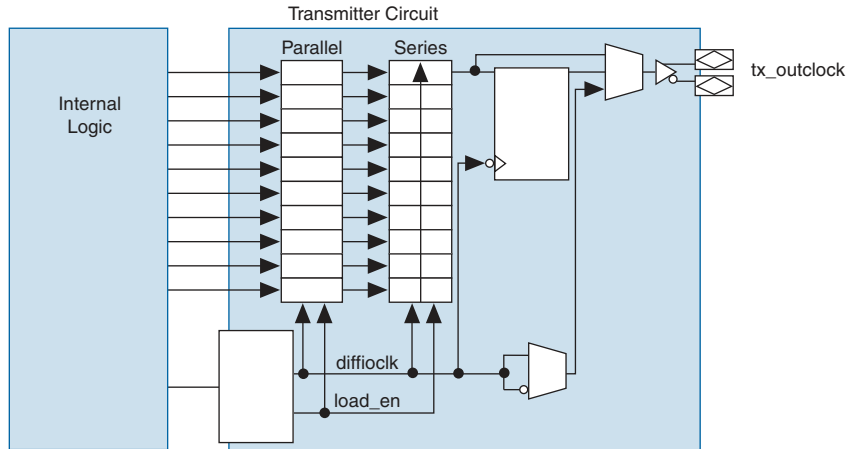 Transmitter Circuit
Parallel
Series
tx_outclock
Internal
Logic
diffioclk
load_en